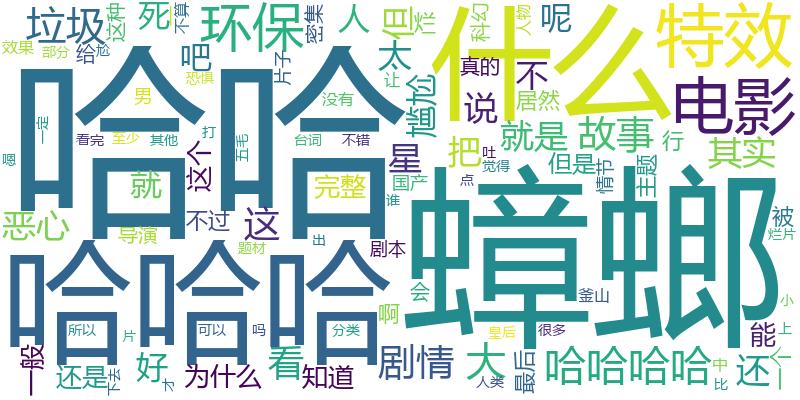 垃圾
这种
死
不算
环保
密集
人
但
泼
什么
科幻
人物
呢
特效
效果
部分
给
尬
吧
恐惧
片子
太
让
尴尬
真的
不
电影
哈哈
男
没有
说
居然
嗯
一定
看完
至少
其他
打
五毛
台词
不错
就是
故事
行
把
吐
觉得
但是
情节
主题
其实
星
就
这个
完整
国产
谁
点
蟑螂
恶心
导演
不过
这
题材
出
剧本
被
烂片
哈哈哈
所以
片
可以
吗
分类
啊
会
釜山
小
上
皇后
很多
能
一般
还是
下去
好
才
为什么
看
知道
剧情
大
人类
最后
哈哈哈哈
中
比
还
一个